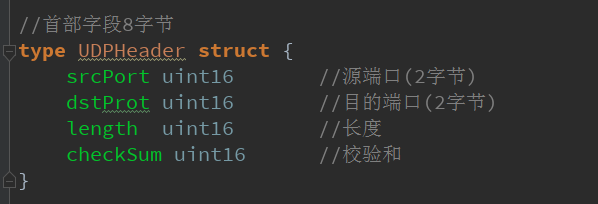 //首部字段8字节
type UDPHeader struct {
srcPort uint16 //源端口(2字节)
dstProt uint16 //目的端口(2字节)
length uint16 //长度
checkSum uint16 //校验和
}